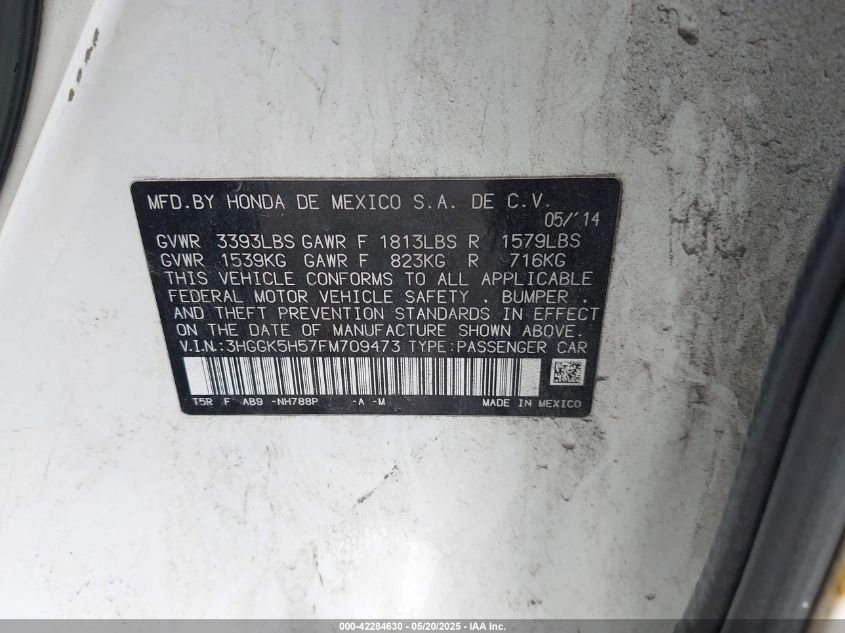 MFD.BY HONDA DE MEXICO S.A. DE C.V.
05/'14
GVWR 3393LBS GAWR F 1813LBS R 1579LBS
GVWR 1539KG GAWR F 823KG R 716KG
THIS VEHICLE CONFORMS TO ALL APPLICABLE
FEDERAL MOTOR VEHICLE SAFETY , BUMPER ,
AND THEFT PREVENTION STANDARDS IN EFFECT
ON THE DATE OF MANUFACTURE SHOWN ABOVE.
V.I.N.:3HGGK5H57FM709473 TYPE:PASSENGER CAR
T5R F AB9 -NH788P -A -M MADE IN MEXICO
000-42284630 - 05/20/2025 - IAA Inc.